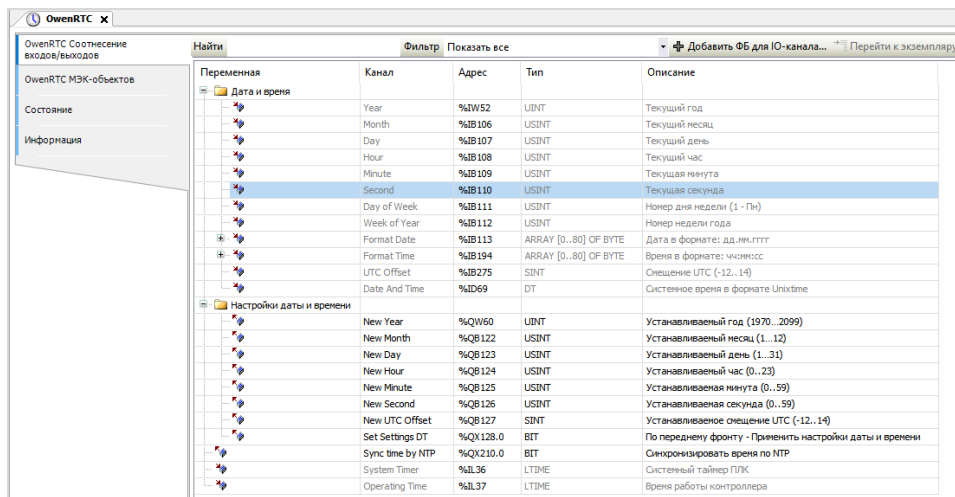 OwenRTC x
OwenRTC Соотнесение входов/выходов
OwenRTC МЭК-объектов
Состояние
Информация
Найти Фильтр Показать все Добавить ФБ для IO-канала... Перейти к экземпляру
Переменная Канал Адрес Тип Описание
Дата и время
Year %IW52 UINT Текущий год
Month %IB106 USINT Текущий месяц
Day %IB107 USINT Текущий день
Hour %IB108 USINT Текущий час
Minute %IB109 USINT Текущая минута
Second %IB110 USINT Текущая секунда
Day of Week %IB111 USINT Номер дня недели (1 - Пн)
Week of Year %IB112 USINT Номер недели года
Format Date %IB113 ARRAY [0..80] OF BYTE Дата в формате: дд.мм.гггг
Format Time %IB194 ARRAY [0..80] OF BYTE Время в формате: чч:мм:сс
UTC Offset %IB275 SINT Смещение UTC (-12..14)
Date And Time %ID69 DT Системное время в формате Unixtime
Настройки даты и времени
New Year %QW60 UINT Устанавливаемый год (1970...2099)
New Month %QB122 USINT Устанавливаемый месяц (1...12)
New Day %QB123 USINT Устанавливаемый день (1...31)
New Hour %QB124 USINT Устанавливаемый час (0..23)
New Minute %QB125 USINT Устанавливаемая минута (0..59)
New Second %QB126 USINT Устанавливаемая секунда (0..59)
New UTC Offset %QB127 SINT Устанавливаемое смещение UTC (-12..14)
Set Settings DT %QX128.0 BIT По переднему фронту - Применить настройки даты и времени
Sync time by NTP %QX210.0 BIT Синхронизировать время по NTP
System Timer %IL36 LTIME Системный таймер ПЛК
Operating Time %IL37 LTIME Время работы контроллера